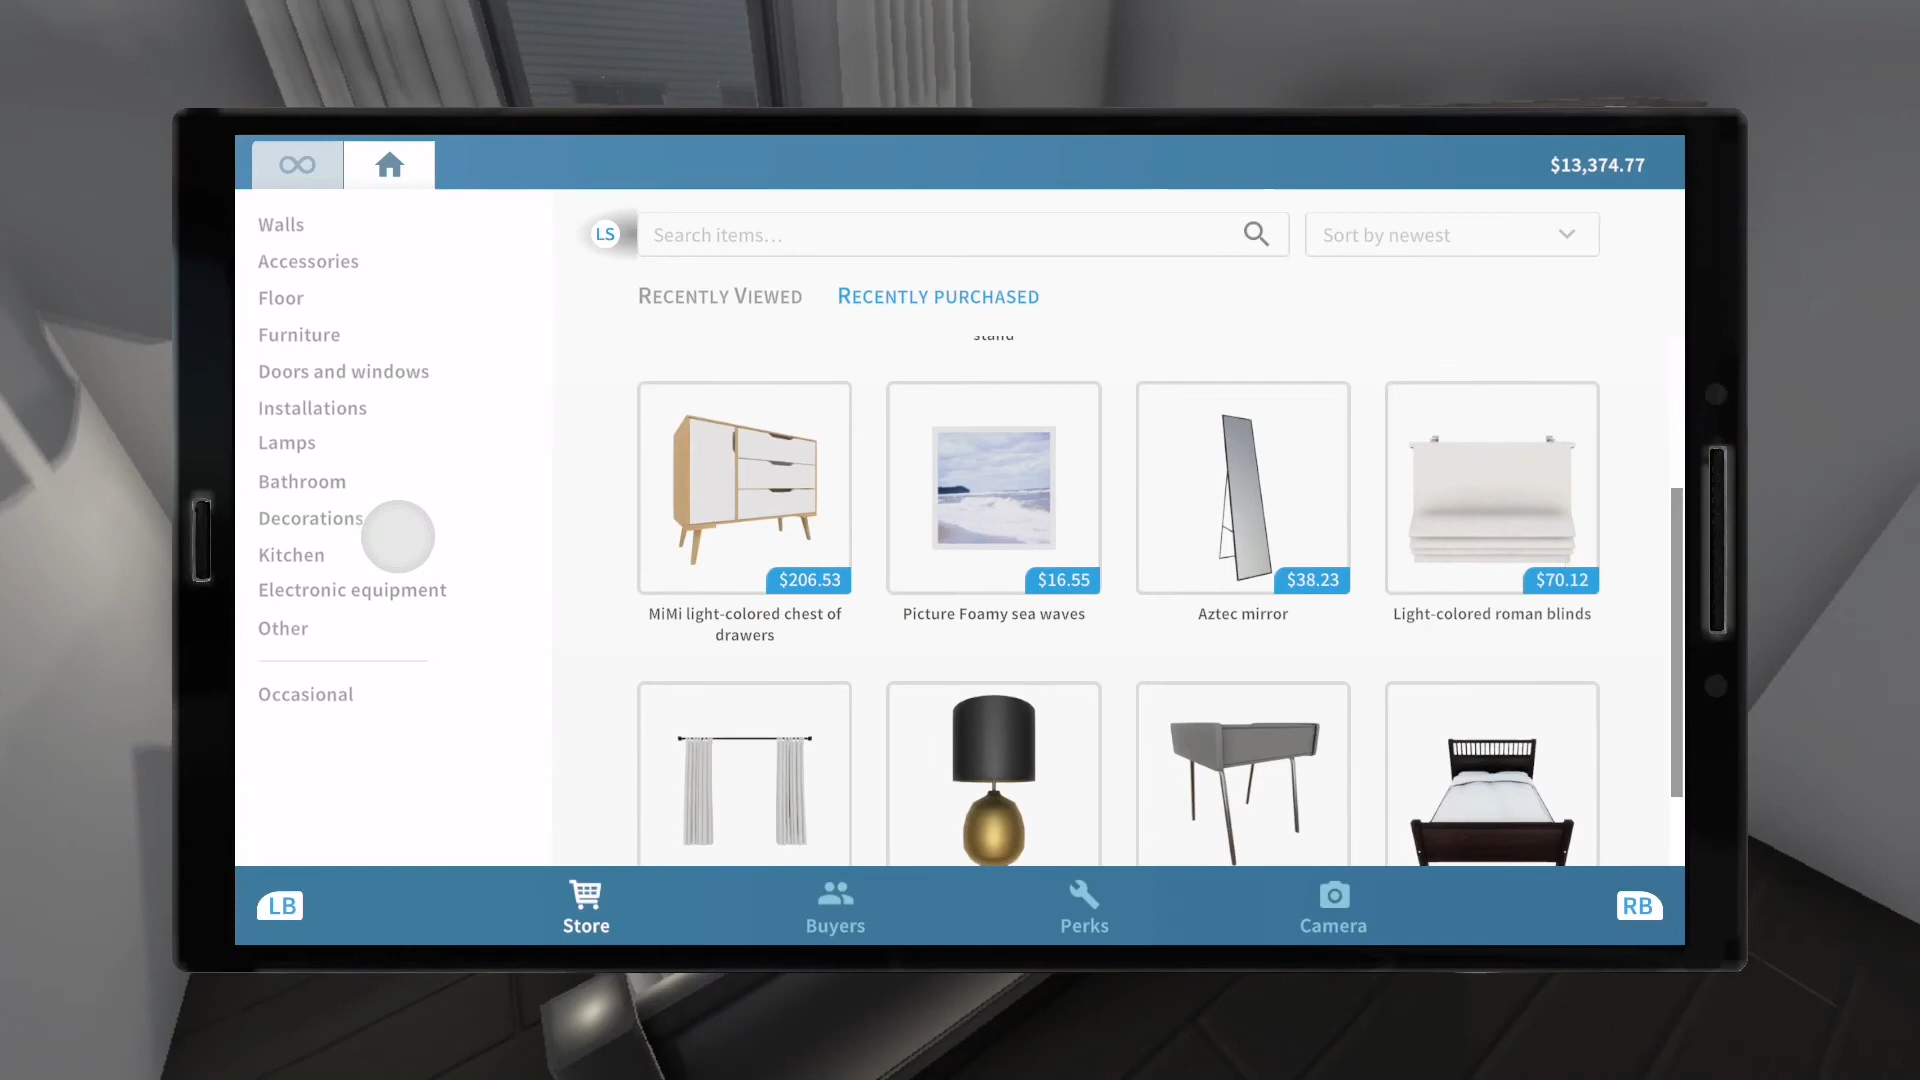 $13,374.77
Walls
Accessories
Floor
Furniture
Doors and windows
Installations
Lamps
Bathroom
Decorations
Kitchen
Electronic equipment
Other
Occasional
LS
Search items...
Sort by newest
RECENTLY VIEWED
RECENTLY PURCHASED
stand
$206.53
$16.55
$38.23
$70.12
MiMi light-colored chest of
drawers
Picture Foamy sea waves
Aztec mirror
Light-colored roman blinds
LB
Store
Buyers
Perks
Camera
RB